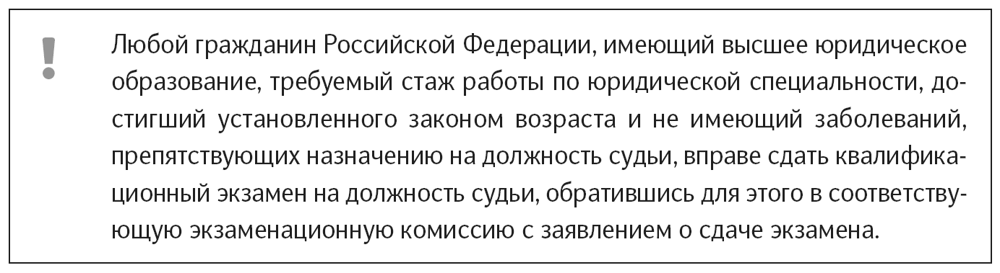 ! Любой гражданин Российской Федерации, имеющий высшее юридическое
образование, требуемый стаж работы по юридической специальности, до-
стигший установленного законом возраста и не имеющий заболеваний,
препятствующих назначению на должность судьи, вправе сдать квалифика-
ционный экзамен на должность судьи, обратившись для этого в соответству-
ющую экзаменационную комиссию с заявлением о сдаче экзамена.